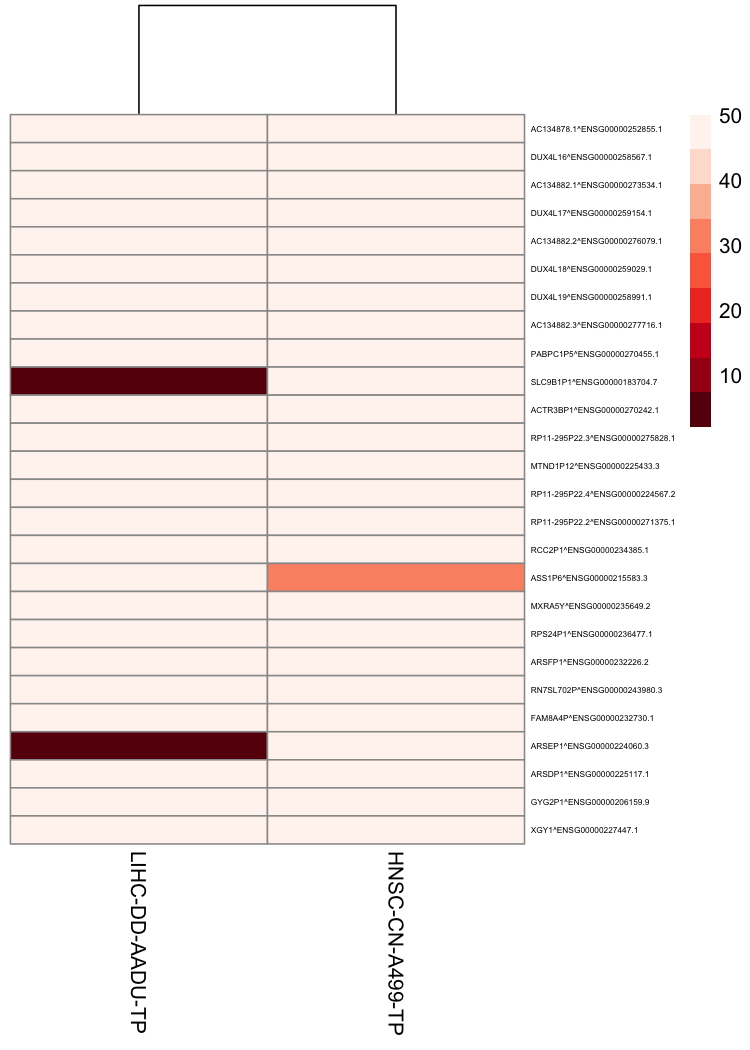 50
AC134878.1^ENSG00000252855.1
DUX4L16^ENSG00000258567.1
40
AC134882.1^ENSG00000273534.1
DUX4L17^ENSG00000259154.1
AC134882.2^ENSG00000276079.1
30
DUX4L18^ENSG00000259029.1
DUX4L19^ENSG00000258991.1
20
AC134882.3^ENSG00000277716.1
PABPC1P5^ENSG00000270455.1
10
SLC9B1P1^ENSG00000183704.7
ACTR3BP1^ENSG00000270242.1
RP11-295P22.3^ENSG00000275828.1
MTND1P12^ENSG00000225433.3
RP11-295P22.4^ENSG00000224567.2
RP11-295P22.2^ENSG00000271375.1
RCC2P1^ENSG00000234385.1
ASS1P6^ENSG00000215583.3
MXRA5Y^ENSG00000235649.2
RPS24P1^ENSG00000236477.1
ARSFP1^ENSG00000232226.2
RN7SL702P^ENSG00000243980.3
FAM8A4P^ENSG00000232730.1
ARSEP1^ENSG00000224060.3
ARSDP1^ENSG00000225117.1
GYG2P1^ENSG00000206159.9
XGY1^ENSG00000227447.1
LIHC-DD-AADU-TP
HNSC-CN-A499-TP